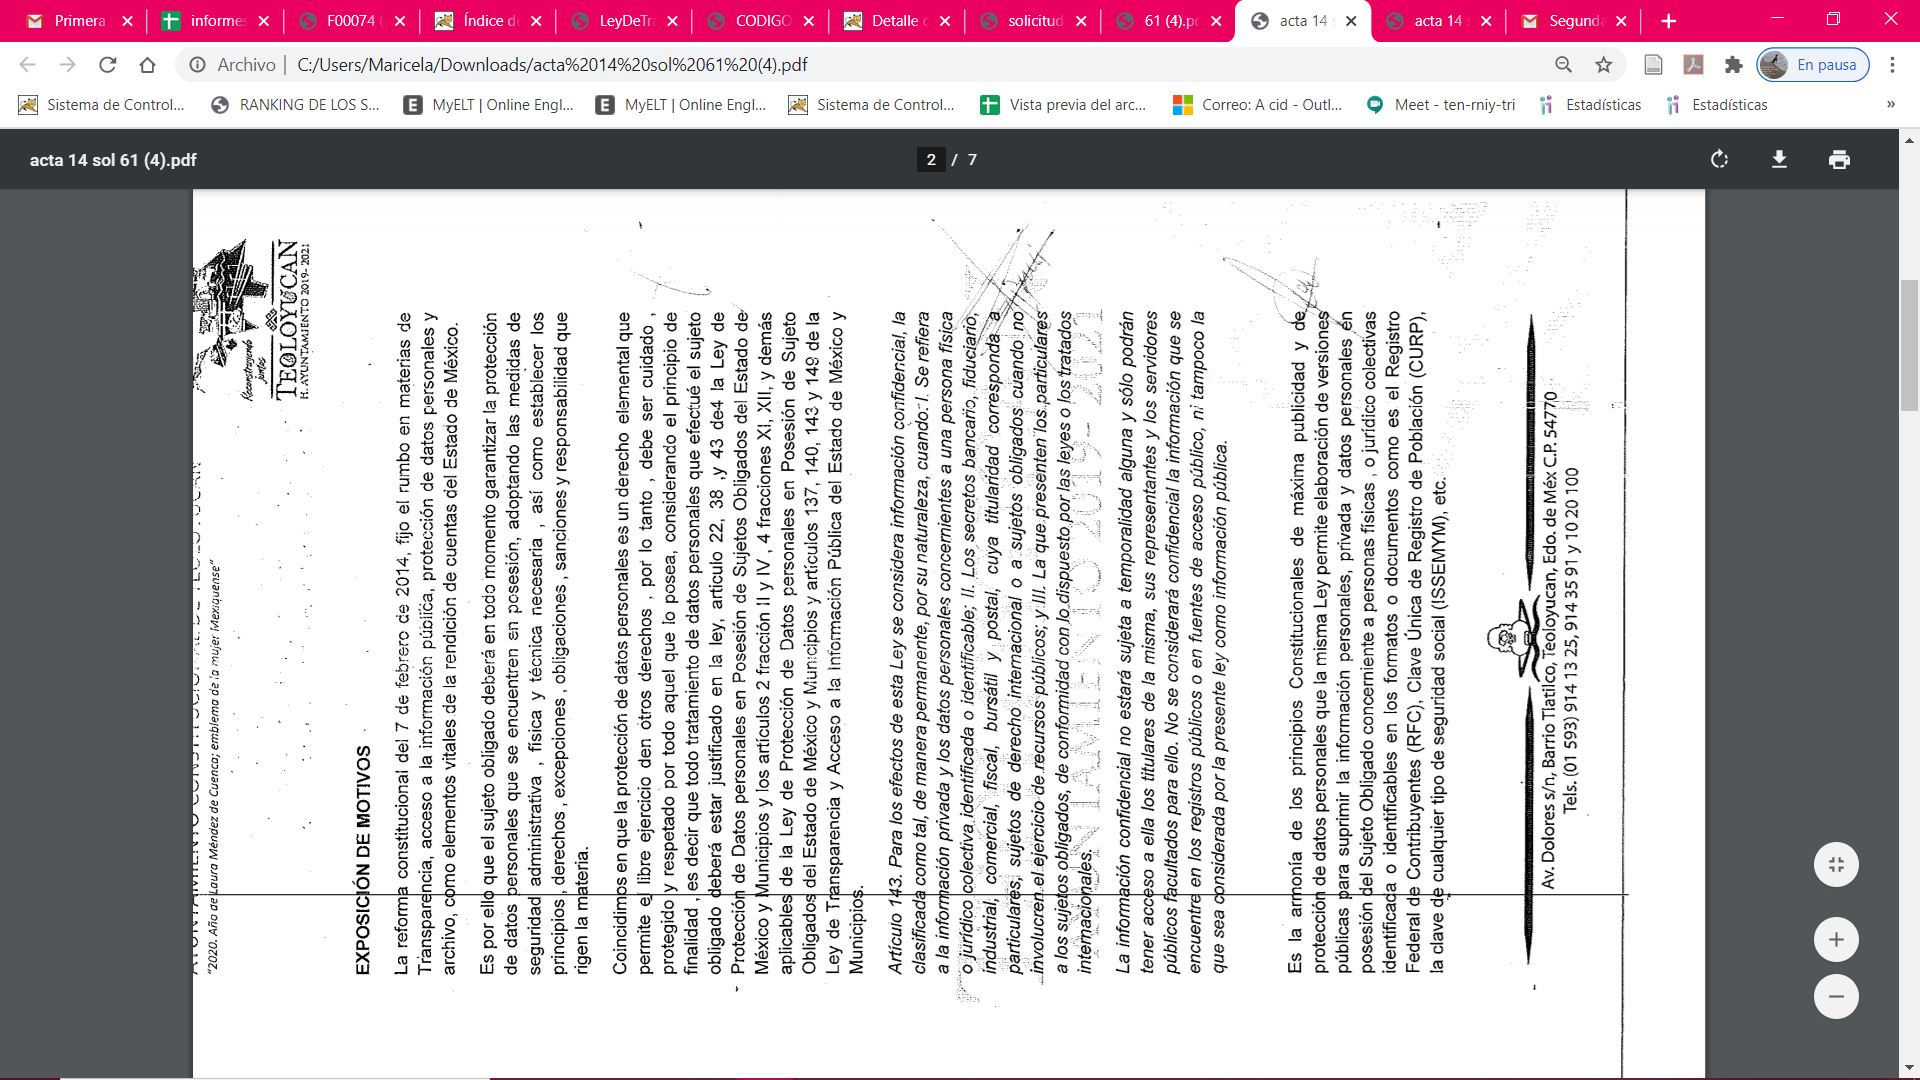 Primera
informes
F00074 (
Índice de
LeyDeTra
CODIGO
Detalle d
solicitud
61 (4).pd
acta 14 s
acta 14 s
Segunda
Archivo | C:/Users/Maricela/Downloads/acta%2014%20sol%2061%20(4).pdf
En pausa
Sistema de Control...
RANKING DE LOS S...
MyELT | Online Engl...
MyELT | Online Engl...
Sistema de Control...
Vista previa del arc...
Correo: A cid - Outl...
Meet - ten-rniy-tri
Estadísticas
Estadísticas
»
acta 14 sol 61 (4).pdf
2 / 7
Reconstruyendo
juntos
TEOLOYUCAN
H. AYUNTAMIENTO 2019-2021
"2020. Año de Laura Méndez de Cuenca; emblema de la mujer Mexiquense"
EXPOSICIÓN DE MOTIVOS
La reforma constitucional del 7 de febrero de 2014, fijo el rumbo en materias de
Transparencia, acceso a la información pública, protección de datos personales y
archivo, como elementos vitales de la rendición de cuentas del Estado de México.
Es por ello que el sujeto obligado deberá en todo momento garantizar la protección
de datos personales que se encuentren en posesión, adoptando las medidas de
seguridad administrativa , física y técnica necesaria , así como establecer los
principios , derechos , excepciones , obligaciones , sanciones y responsabilidad que
rigen la materia.
Coincidimos en que la protección de datos personales es un derecho elemental que
permite el libre ejercicio den otros derechos , por lo tanto , debe ser cuidado ,
protegido y respetado por todo aquel que lo posea, considerando el principio de
finalidad , es decir que todo tratamiento de datos personales que efectué el sujeto
obligado deberá estar justificado en la ley, artículo 22, 38 ,y 43 de4 la Ley de
Protección de Datos personales en Posesión de Sujetos Obligados del Estado de
México y Municipios y los artículos 2 fracción II y IV , 4 fracciones XI, XII, y demás
aplicables de la Ley de Protección de Datos personales en Posesión de Sujeto
Obligados del Estado de México y Municipios y artículos 137, 140, 143 y 149 de la
Ley de Transparencia y Acceso a la Información Pública del Estado de México y
Municipios.
Artículo 143. Para los efectos de esta Ley se considera información confidencial, la
clasificada como tal, de manera permanente, por su naturaleza, cuando: I. Se refiera
a la información privada y los datos personales concernientes a una persona física
o jurídico colectiva identificada o identificable; II. Los secretos bancario, fiduciario,
industrial, comercial, fiscal, bursátil y postal, cuya titularidad corresponda a
particulares, sujetos de derecho internacional o a sujetos obligados cuando no
involucren el ejercicio de recursos públicos; y III. La que presenten los particulares
a los sujetos obligados, de conformidad con lo dispuesto por las leyes o los tratados
internacionales.
AYUNTAMIENTO 2019-2021
La información confidencial no estará sujeta a temporalidad alguna y sólo podrán
tener acceso a ella los titulares de la misma, sus representantes y los servidores
públicos facultados para ello. No se considerará confidencial la información que se
encuentre en los registros públicos o en fuentes de acceso público, ni tampoco la
que sea considerada por la presente ley como información pública.
Es la armonía de los principios Constitucionales de máxima publicidad y de
protección de datos personales que la misma Ley permite elaboración de versiones
públicas para suprimir la información personales, privada y datos personales en
posesión del Sujeto Obligado concerniente a personas físicas , o jurídico colectivas
identificada o identificables en los formatos o documentos como es el Registro
Federal de Contribuyentes (RFC), Clave Única de Registro de Población (CURP),
la clave de cualquier tipo de seguridad social (ISSEMYM), etc.
Av. Dolores s/n, Barrio Tlatilco, Teoloyucan, Edo. de Méx C.P. 54770
Tels. (01 593) 914 13 25, 914 35 91 y 10 20 100